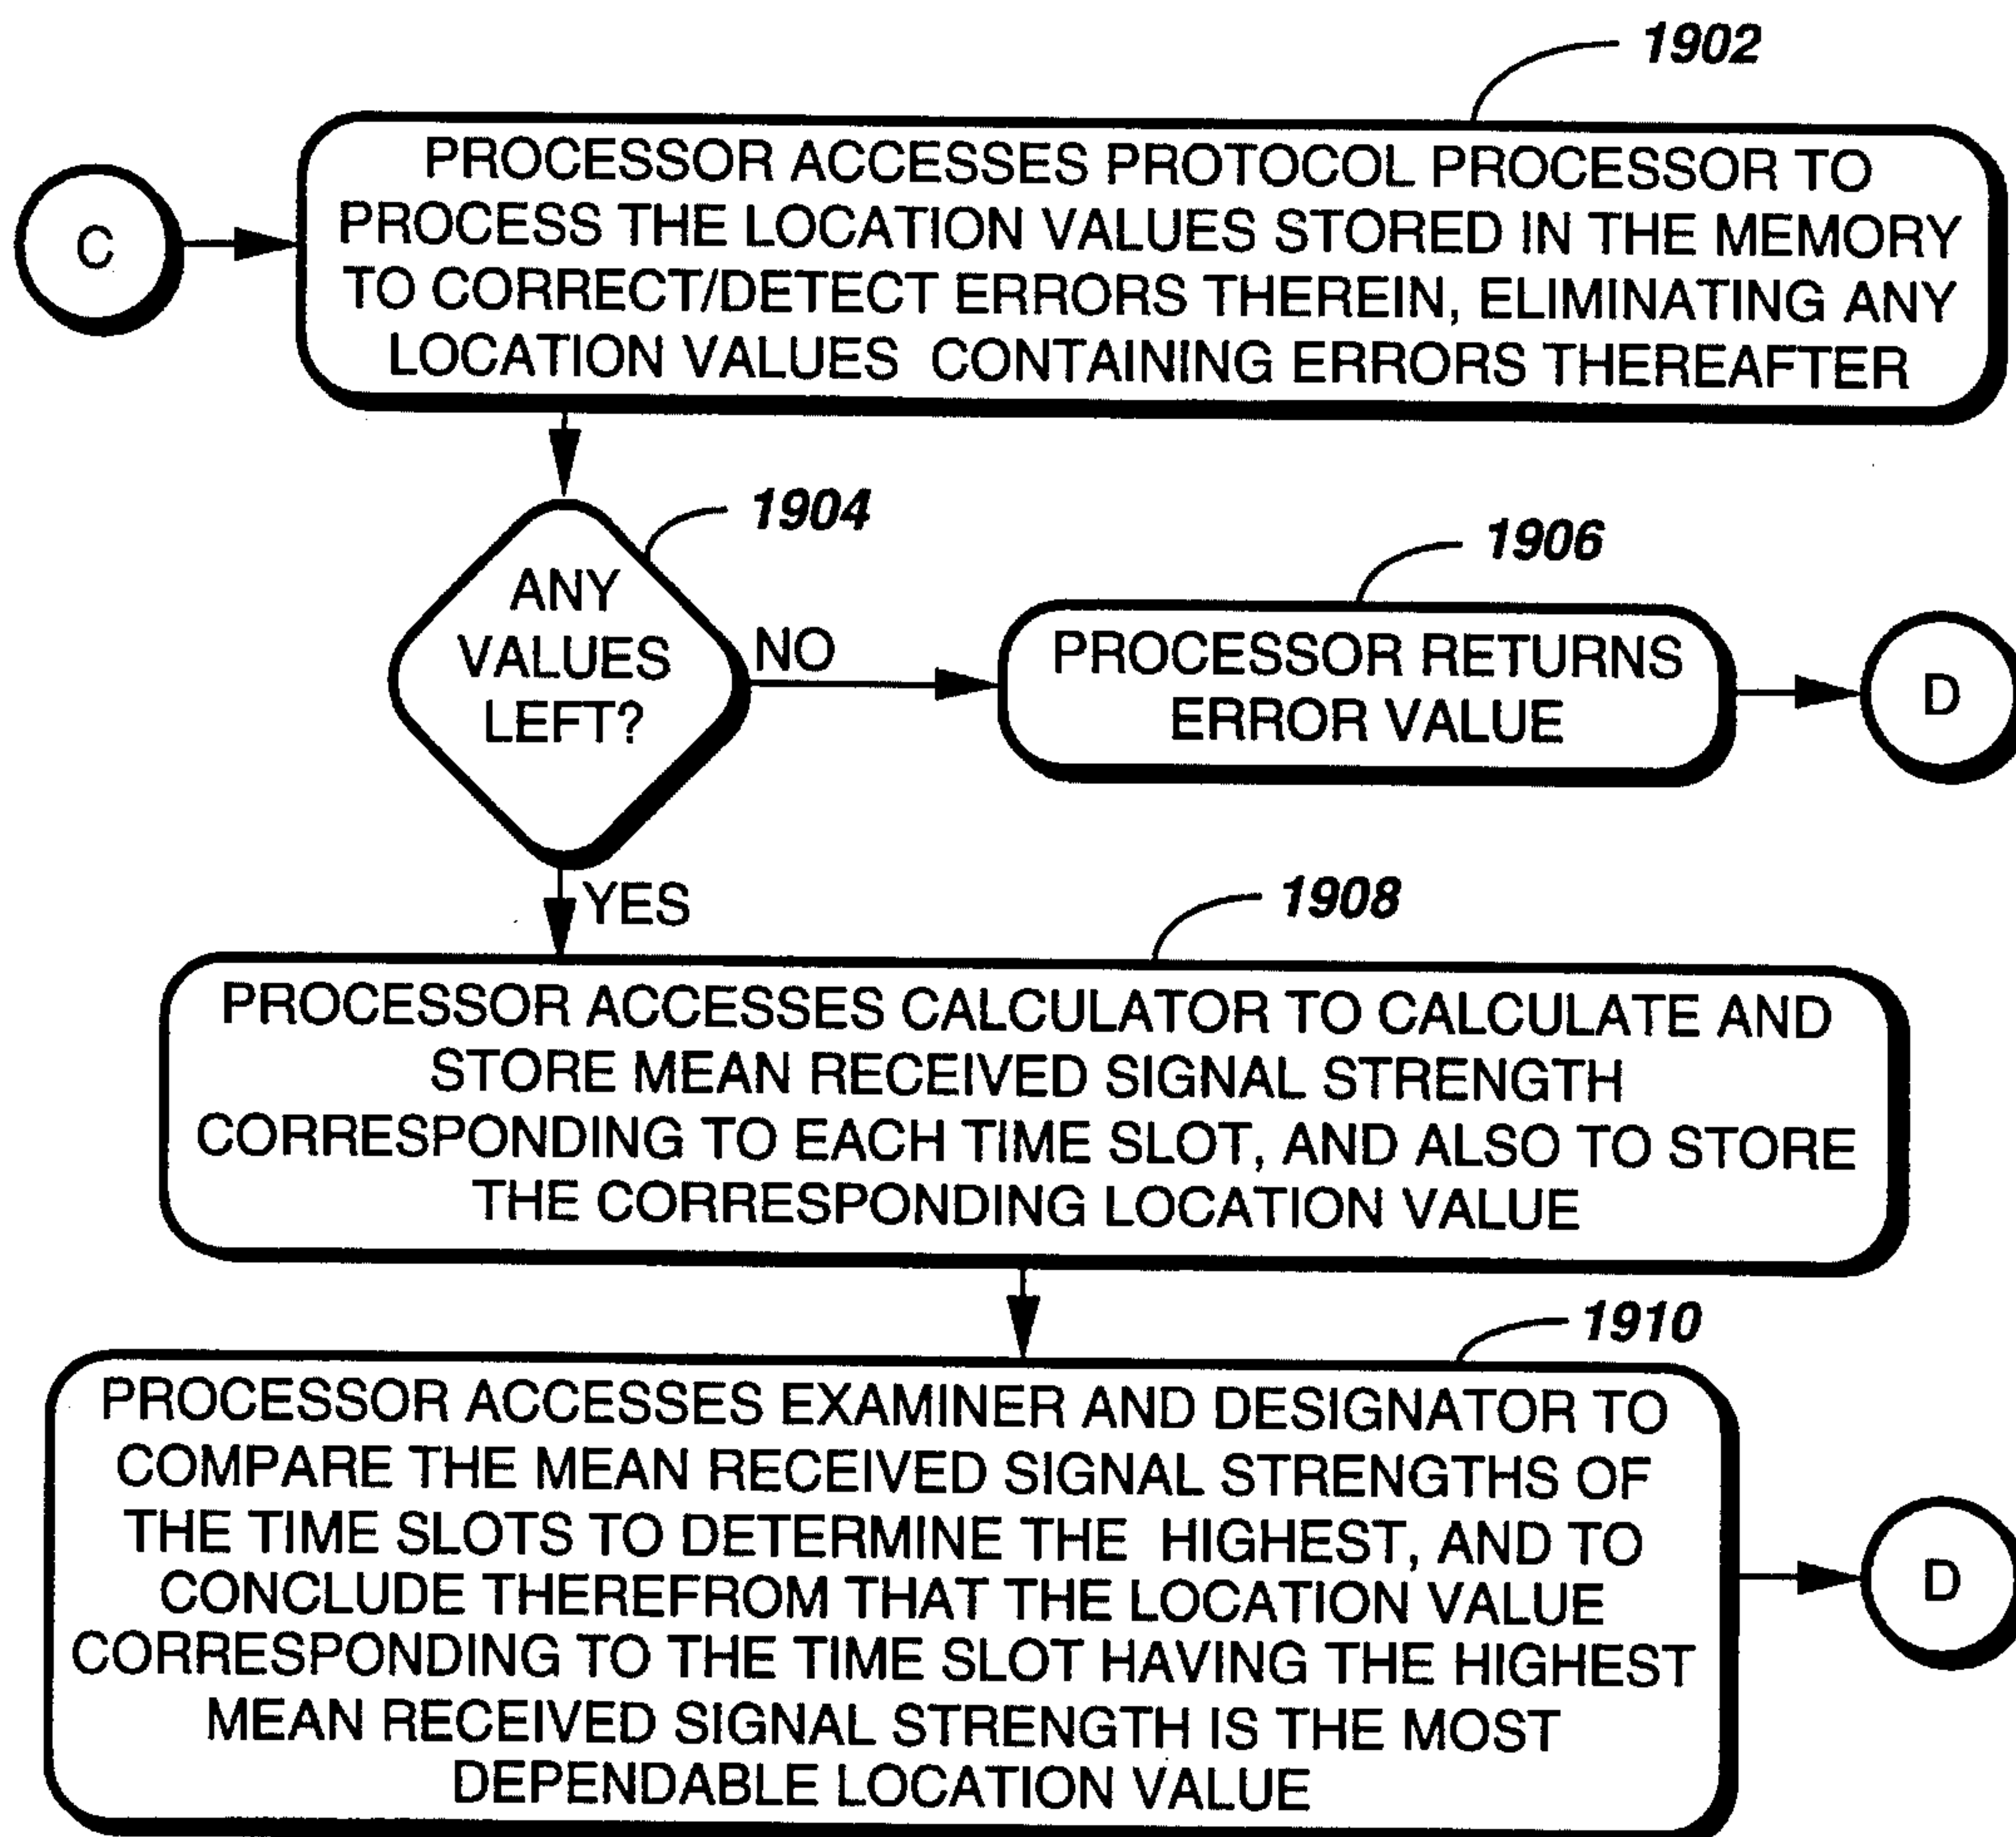 1902
C
PROCESSOR ACCESSES PROTOCOL PROCESSOR TO
PROCESS THE LOCATION VALUES STORED IN THE MEMORY
TO CORRECT/DETECT ERRORS THEREIN, ELIMINATING ANY
LOCATION VALUES CONTAINING ERRORS THEREAFTER
1904
ANY
VALUES
LEFT?
NO
1906
PROCESSOR RETURNS
ERROR VALUE
D
YES
1908
PROCESSOR ACCESSES CALCULATOR TO CALCULATE AND
STORE MEAN RECEIVED SIGNAL STRENGTH
CORRESPONDING TO EACH TIME SLOT, AND ALSO TO STORE
THE CORRESPONDING LOCATION VALUE
1910
PROCESSOR ACCESSES EXAMINER AND DESIGNATOR TO
COMPARE THE MEAN RECEIVED SIGNAL STRENGTHS OF
THE TIME SLOTS TO DETERMINE THE HIGHEST, AND TO
CONCLUDE THEREFROM THAT THE LOCATION VALUE
CORRESPONDING TO THE TIME SLOT HAVING THE HIGHEST
MEAN RECEIVED SIGNAL STRENGTH IS THE MOST
DEPENDABLE LOCATION VALUE
D